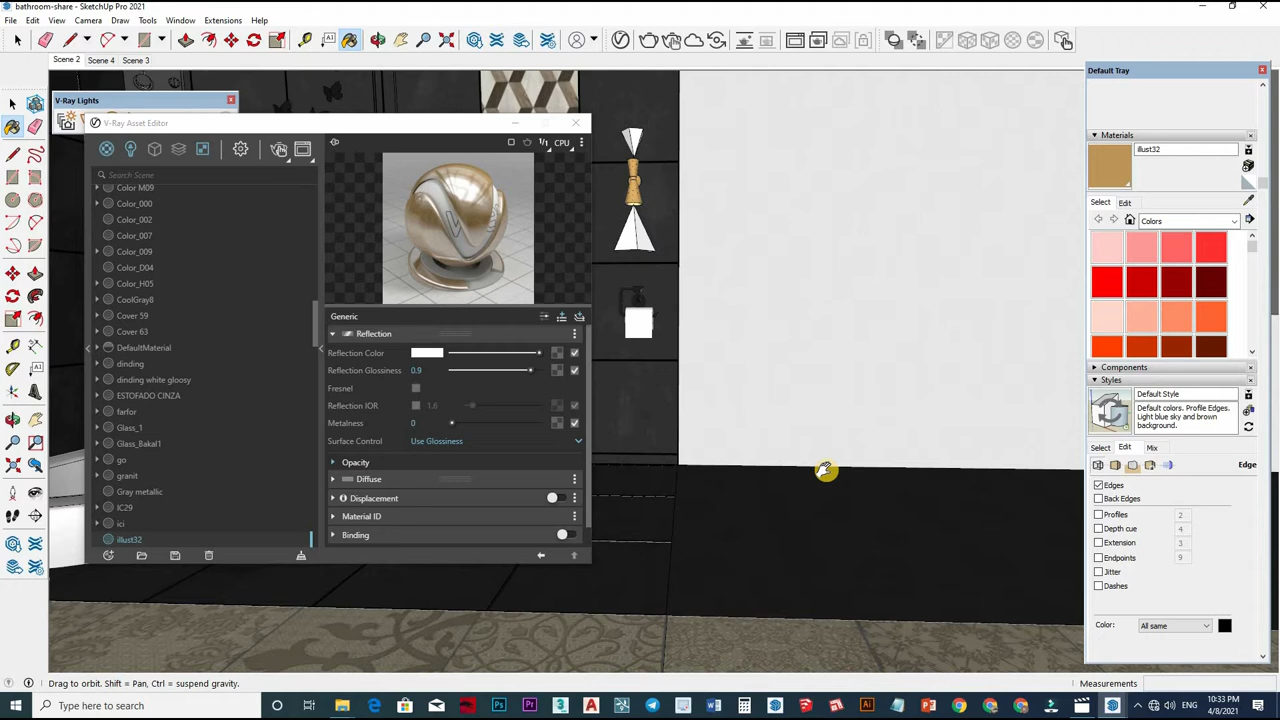 bathroom-share - SketchUp Pro 2021
File Edit View Camera Draw Tools Window Extensions Help
Scene 2 Scene 4 Scene 3
V-Ray Lights
V-Ray Asset Editor
1/1 CPU
Search Scene
Color M09
Color_000
Color_002
Color_007
Color_009
Color_D04
Color_H05
CoolGray8
Cover 59
Cover 63
DefaultMaterial
dinding
dinding white gloosy
ESTOFADO CINZA
farfor
Glass_1
Glass_Bakal1
go
granit
Gray metallic
IC29
ici
illust32
Generic
Reflection
Reflection Color
Reflection Glossiness 0.9
Fresnel
Reflection IOR 1.6
Metalness 0
Surface Control Use Glossiness
Opacity
Diffuse
Displacement
Material ID
Binding
Default Tray
Materials
illust32
Select Edit
Colors
Components
Styles
Default Style
Default colors. Profile Edges. Light blue sky and brown background.
Select Edit Mix
Edge
Edges
Back Edges
Profiles 2
Depth cue 4
Extension 3
Endpoints 9
Jitter
Dashes
Color: All same
Drag to orbit. Shift = Pan, Ctrl = suspend gravity.
Measurements
Type here to search
10:33 PM
4/8/2021